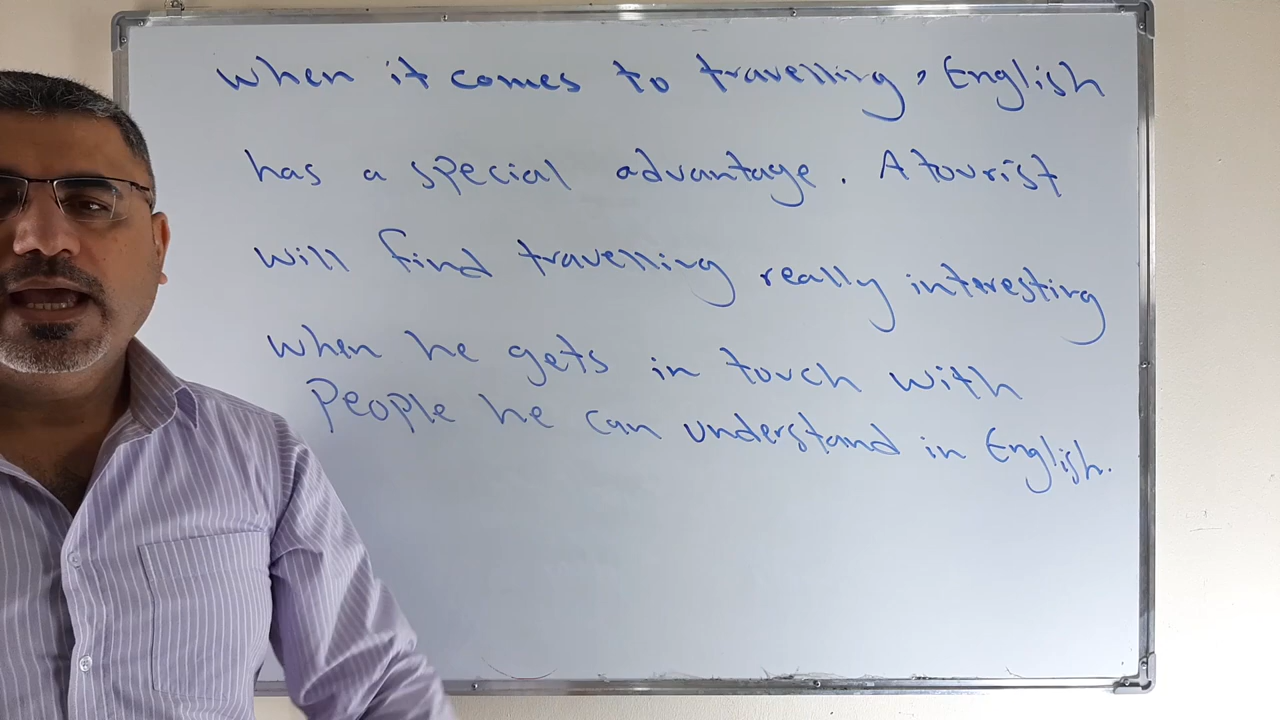 When it comes to travelling, English
has a special advantage. A tourist
will find travelling really interesting
when he gets in touch with
People he can understand in English.